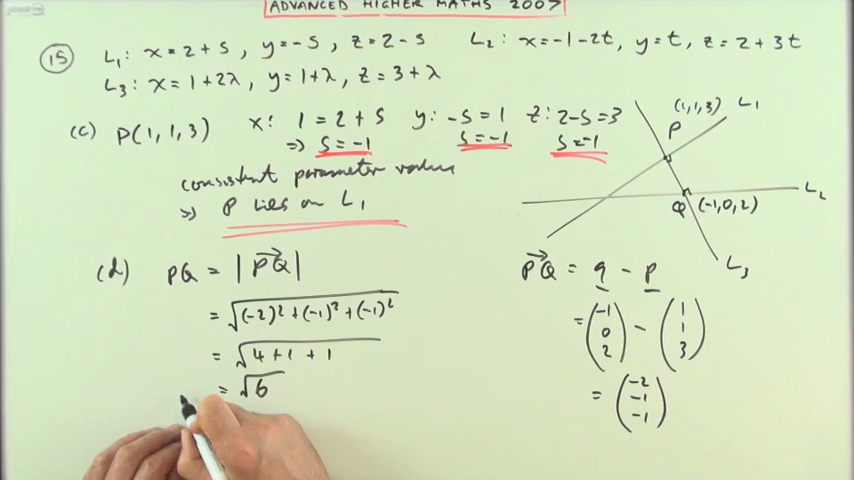 ADVANCED HIGHER MATHS 2007
15 L₁: x = 2 + s, y = -s, z = 2 - s L₂: x = -1 - 2t, y = t, z = 2 + 3t
L₃: x = 1 + 2λ, y = 1 + λ, z = 3 + λ
(c) P(1, 1, 3) x: 1 = 2 + s y: -s = 1 z: 2 - s = 3
⇒ s = -1 s = -1 s = -1
consistent parameter value
⇒ P lies on L₁
(1, 1, 3) L₁
P
L₂
Q (-1, 0, 2)
L₃
(d) PQ = |\overrightarrow{PQ}|
= √((-2)² + (-1)² + (-1)²)
= √(4 + 1 + 1)
= √6
\overrightarrow{PQ} = q - p
= (-1 0 2) - (1 1 3)
= (-2 -1 -1)